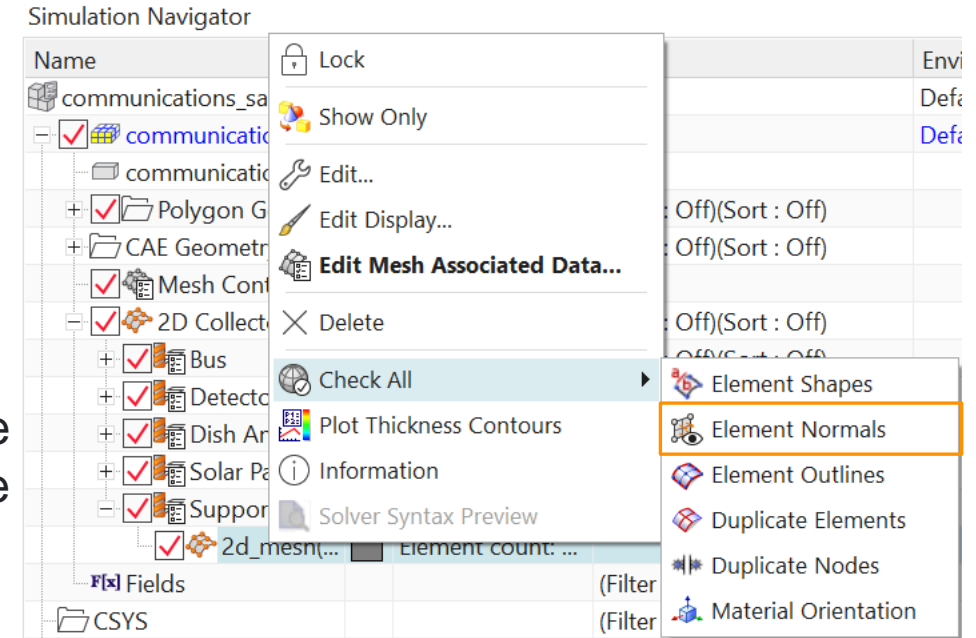 Simulation Navigator
Name
Envi
communications_sa
Defa
communicatio
Defa
communicatio
Polygon G
: Off)(Sort : Off)
CAE Geometr
: Off)(Sort : Off)
Mesh Cont
2D Collect
: Off)(Sort : Off)
Bus
Off)(Sort : Off)
Detecto
Dish An
Solar Pa
Suppor
2d_mesh(...
Element count: ...
F[x] Fields
(Filter
CSYS
(Filter
e
e
Lock
Show Only
Edit...
Edit Display...
Edit Mesh Associated Data...
Delete
Check All
Plot Thickness Contours
Information
Solver Syntax Preview
Element Shapes
Element Normals
Element Outlines
Duplicate Elements
Duplicate Nodes
Material Orientation